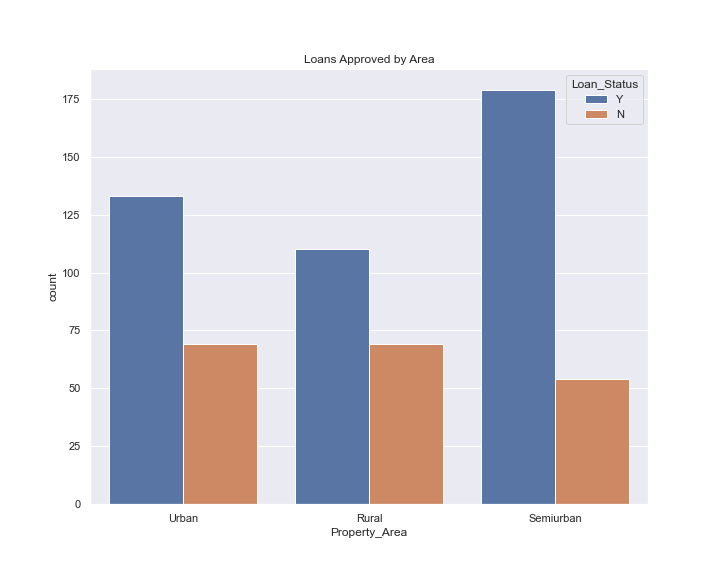 Loans Approved by Area
Loan_Status
Y
N
175
150
125
100
75
50
25
0
count
Urban
Rural
Semiurban
Property_Area